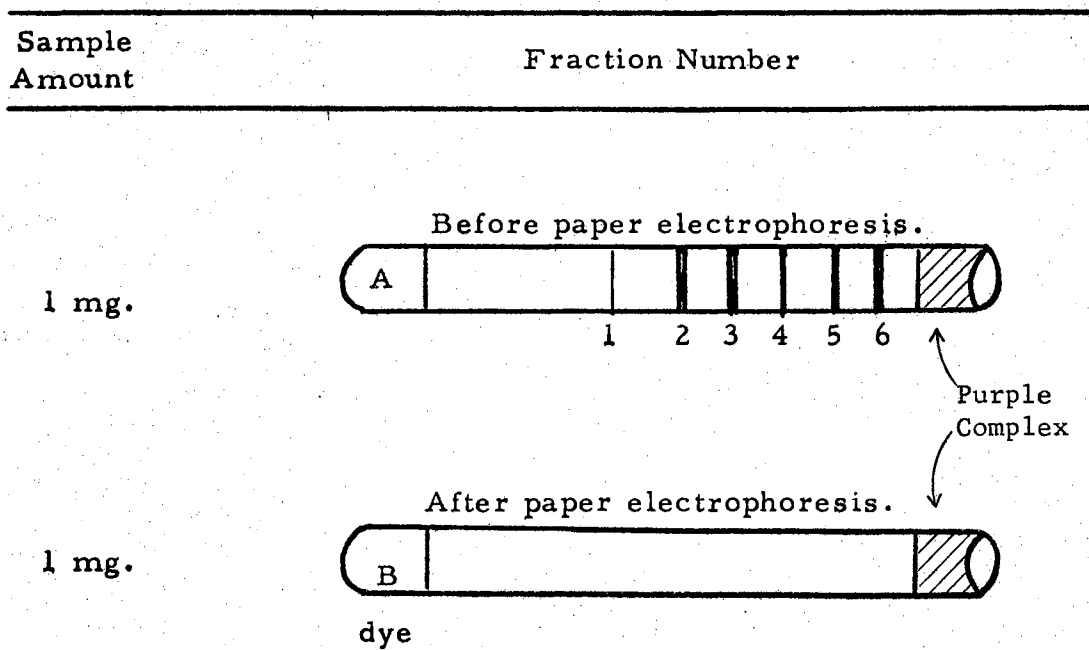 Sample
Amount
Fraction Number
Before paper electrophoresis.
1 mg.
A
1 2 3 4 5 6
Purple
Complex
After paper electrophoresis.
1 mg.
B
dye